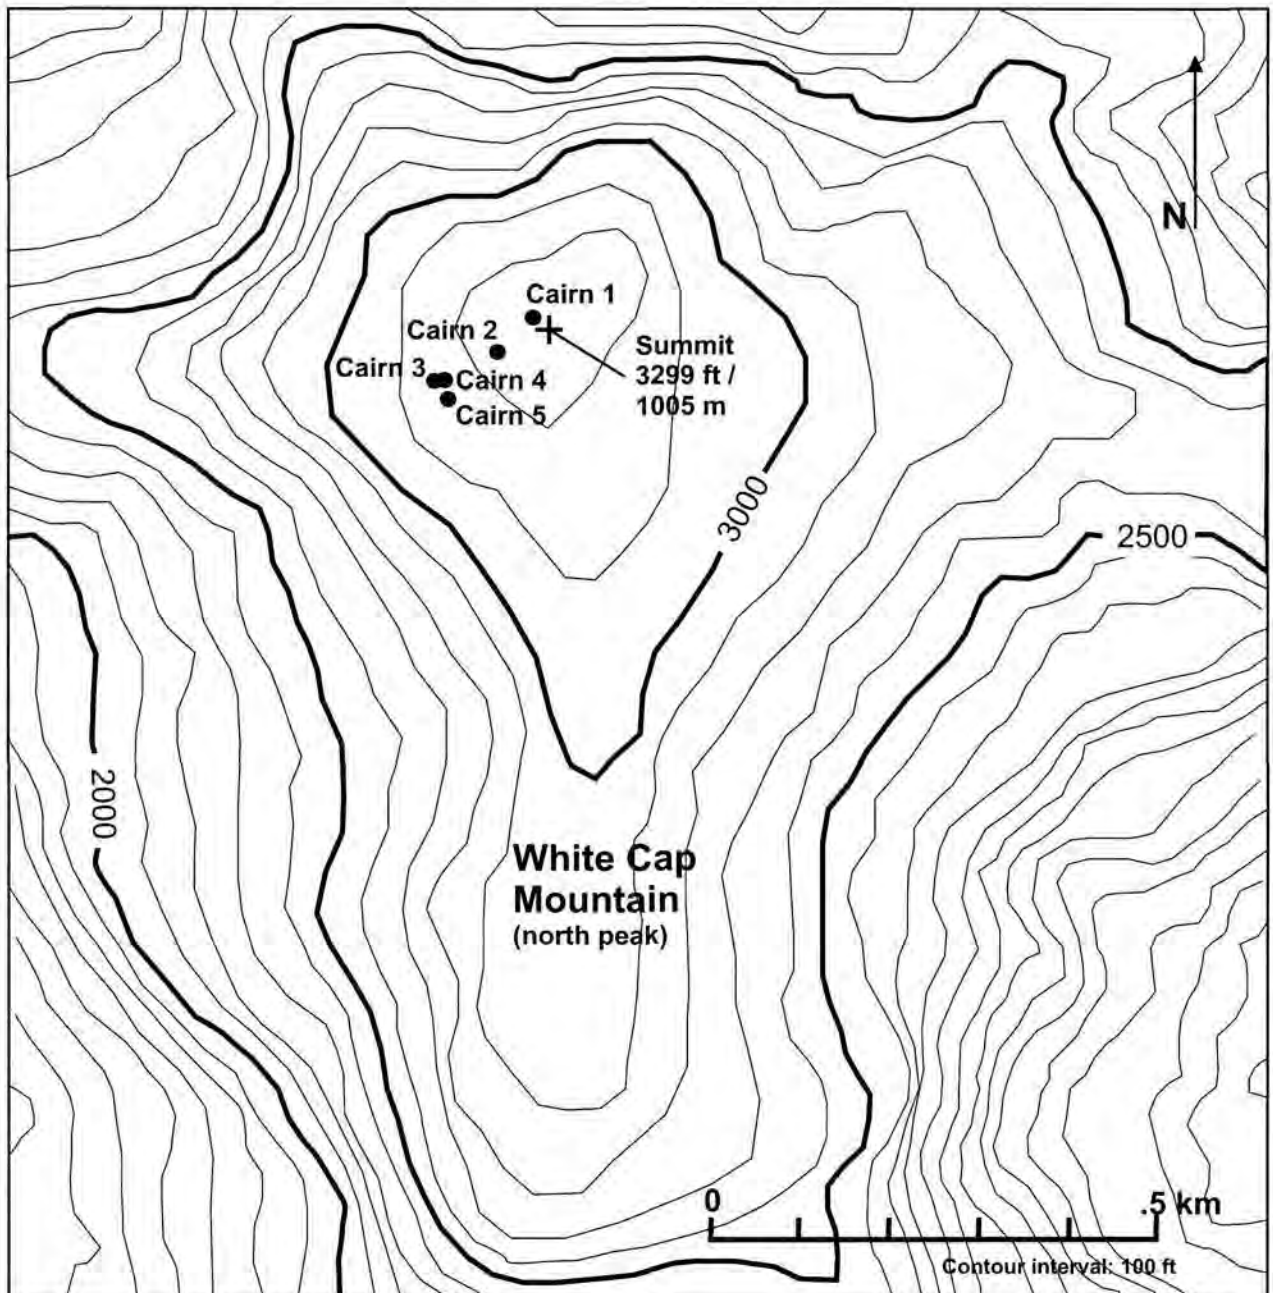 N
Cairn 1
Cairn 2
Summit
3299 ft /
1005 m
Cairn 3
Cairn 4
Cairn 5
3000
2500
2000
White Cap
Mountain
(north peak)
0
.5 km
Contour interval: 100 ft